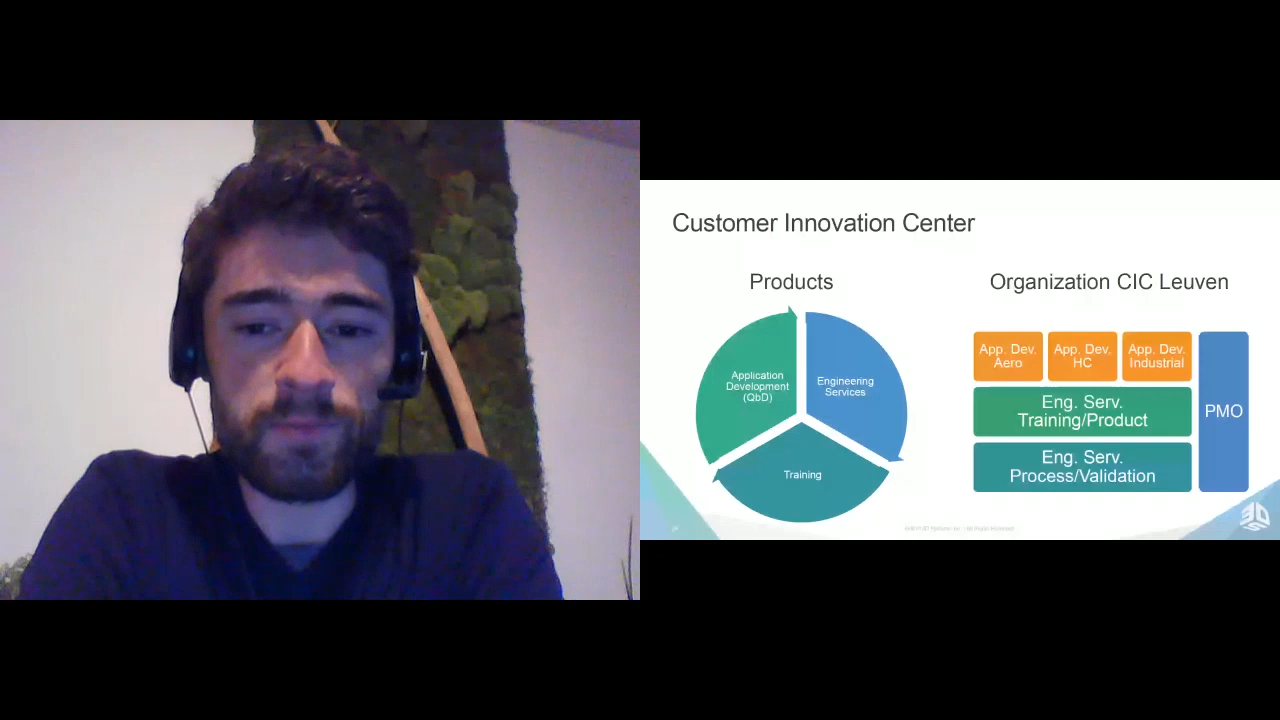 Customer Innovation Center
Products
Organization CIC Leuven
Application
Development
(QbD)
Engineering
Services
Training
App. Dev.
Aero
App. Dev.
HC
App. Dev.
Industrial
Eng. Serv.
Training/Product
Eng. Serv.
Process/Validation
PMO